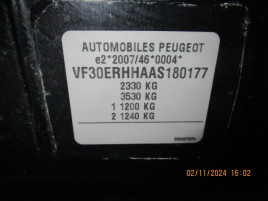 AUTOMOBILES PEUGEOT
e2*2007/46*0004*
VF30ERHHAAS180177
2330 KG
3530 KG
1 1200 KG
2 1240 KG
02/11/2024 16:02